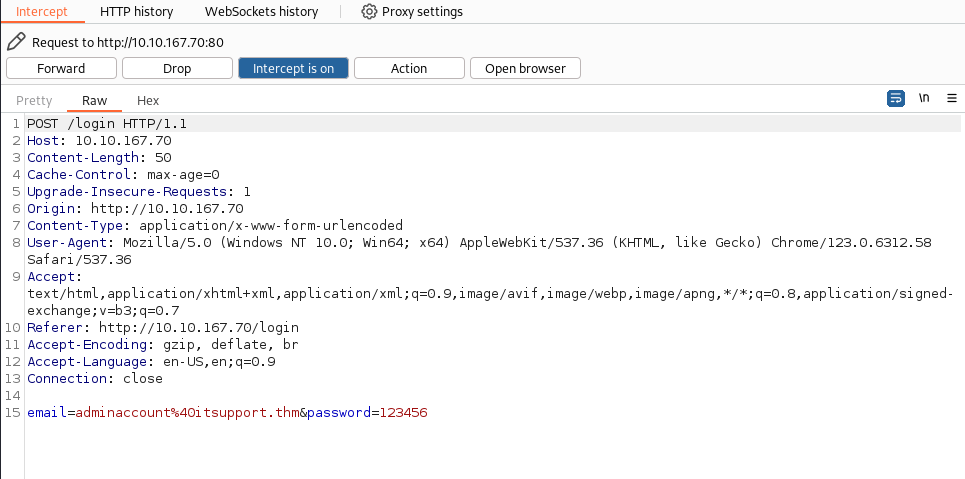 Intercept HTTP history WebSockets history Proxy settings
Request to http://10.10.167.70:80
Forward Drop Intercept is on Action Open browser
Pretty Raw Hex \n
1 POST /login HTTP/1.1
2 Host: 10.10.167.70
3 Content-Length: 50
4 Cache-Control: max-age=0
5 Upgrade-Insecure-Requests: 1
6 Origin: http://10.10.167.70
7 Content-Type: application/x-www-form-urlencoded
8 User-Agent: Mozilla/5.0 (Windows NT 10.0; Win64; x64) AppleWebKit/537.36 (KHTML, like Gecko) Chrome/123.0.6312.58
Safari/537.36
9 Accept:
text/html,application/xhtml+xml,application/xml;q=0.9,image/avif,image/webp,image/apng,*/*;q=0.8,application/signed-
exchange;v=b3;q=0.7
10 Referer: http://10.10.167.70/login
11 Accept-Encoding: gzip, deflate, br
12 Accept-Language: en-US,en;q=0.9
13 Connection: close
14
15 email=adminaccount%40itsupport.thm&password=123456